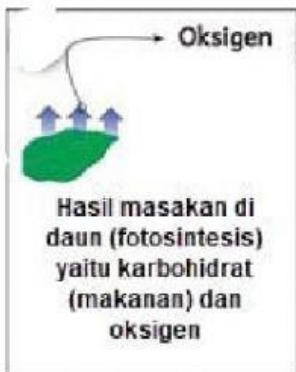 Oksigen
Hasil masakan di
daun (fotosintesis)
yaitu karbohidrat
(makanan) dan
oksigen